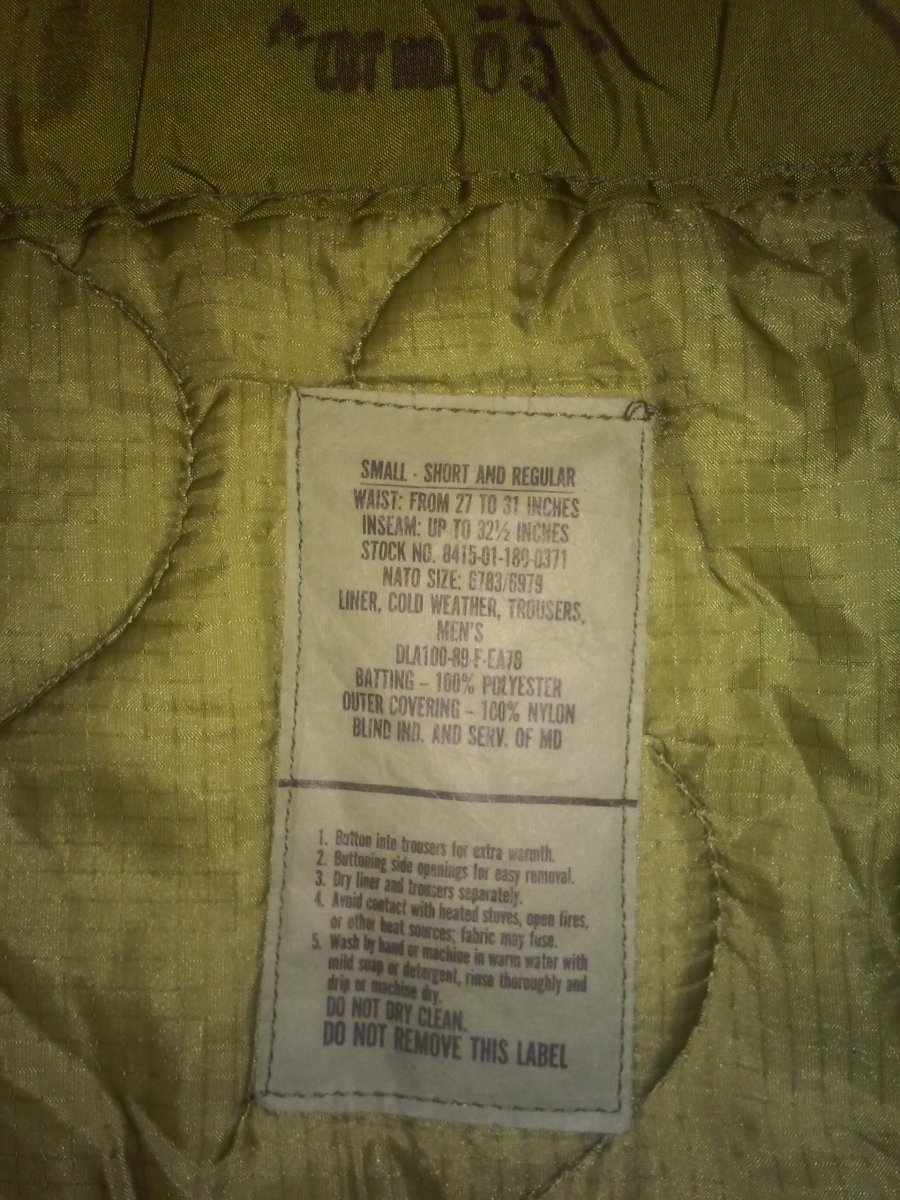 LOT NO. 05
SMALL - SHORT AND REGULAR
WAIST: FROM 27 TO 31 INCHES
INSEAM: UP TO 32½ INCHES
STOCK NO. 8415-01-180-0371
NATO SIZE: 6783/6979
LINER, COLD WEATHER, TROUSERS,
MEN'S
DLA100-89-F-EA78
BATTING – 100% POLYESTER
OUTER COVERING – 100% NYLON
BLIND IND. AND SERV. OF MD
1. Button into trousers for extra warmth.
2. Buttoning side openings for easy removal.
3. Dry liner and trousers separately.
4. Avoid contact with heated stoves, open fires,
or other heat sources; fabric may fuse.
5. Wash by hand or machine in warm water with
mild soap or detergent, rinse thoroughly and
drip or machine dry.
DO NOT DRY CLEAN.
DO NOT REMOVE THIS LABEL